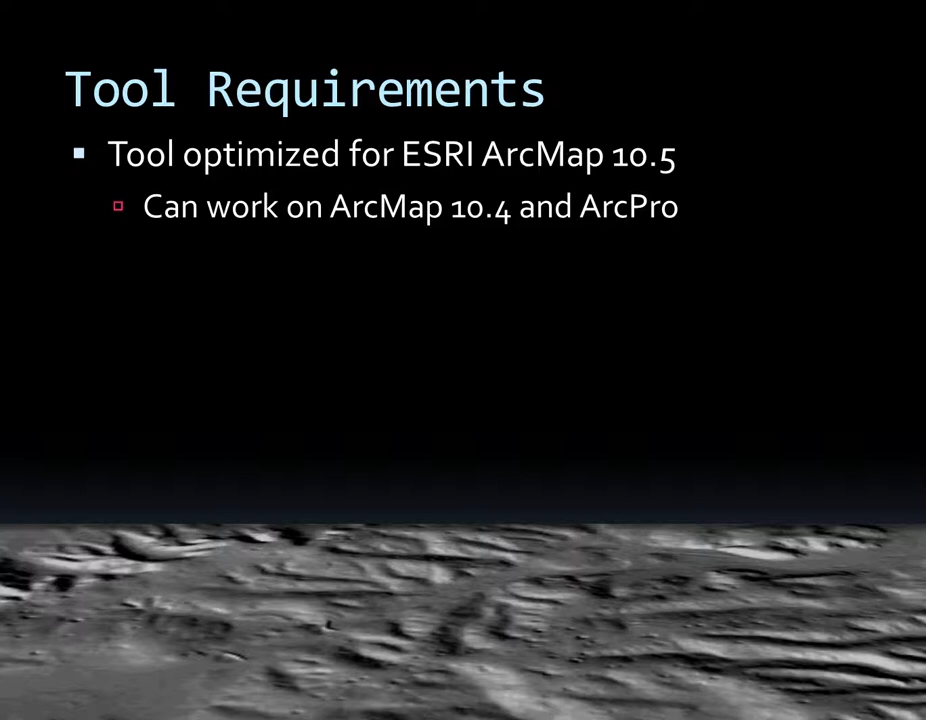 Tool Requirements
Tool optimized for ESRI ArcMap 10.5
Can work on ArcMap 10.4 and ArcPro